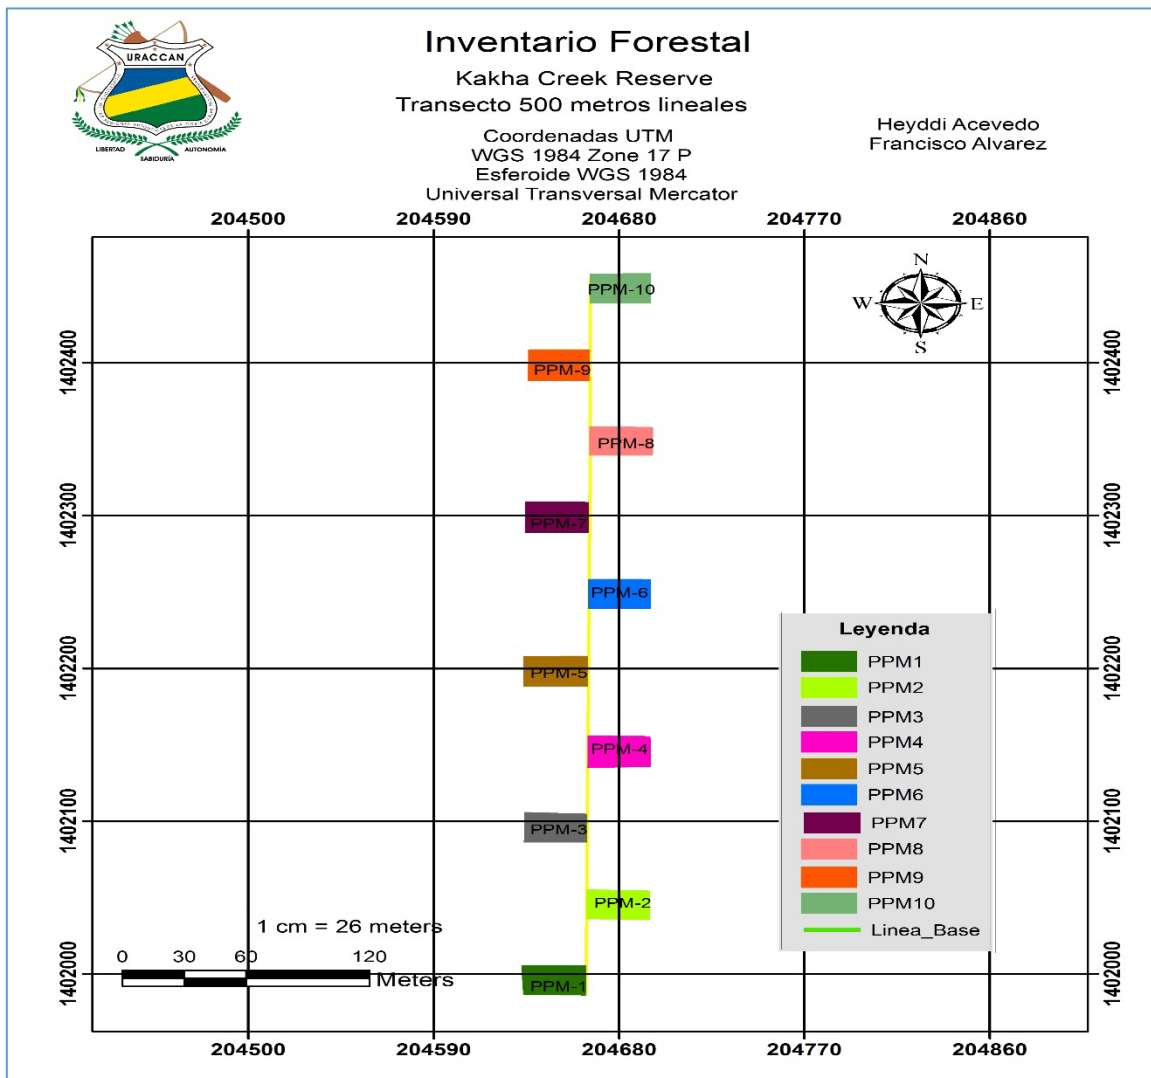 URACCAN
LIBERTAD
SABIDURÍA
AUTONOMÍA
Inventario Forestal
Kakha Creek Reserve
Transecto 500 metros lineales
Coordenadas UTM
WGS 1984 Zone 17 P
Esferoide WGS 1984
Universal Transversal Mercator
Heyddi Acevedo
Francisco Alvarez
204500 204590 204680 204770 204860
N
W E
S
PPM-10
1402400 1402400
PPM-9
PPM-8
1402300 1402300
PPM-7
PPM-6
1402200 1402200
PPM-5
PPM-4
1402100 1402100
PPM-3
PPM-2
1402000 1402000
PPM-1
Leyenda
PPM1
PPM2
PPM3
PPM4
PPM5
PPM6
PPM7
PPM8
PPM9
PPM10
Linea_Base
1 cm = 26 meters
0 30 60 120
Meters
204500 204590 204680 204770 204860